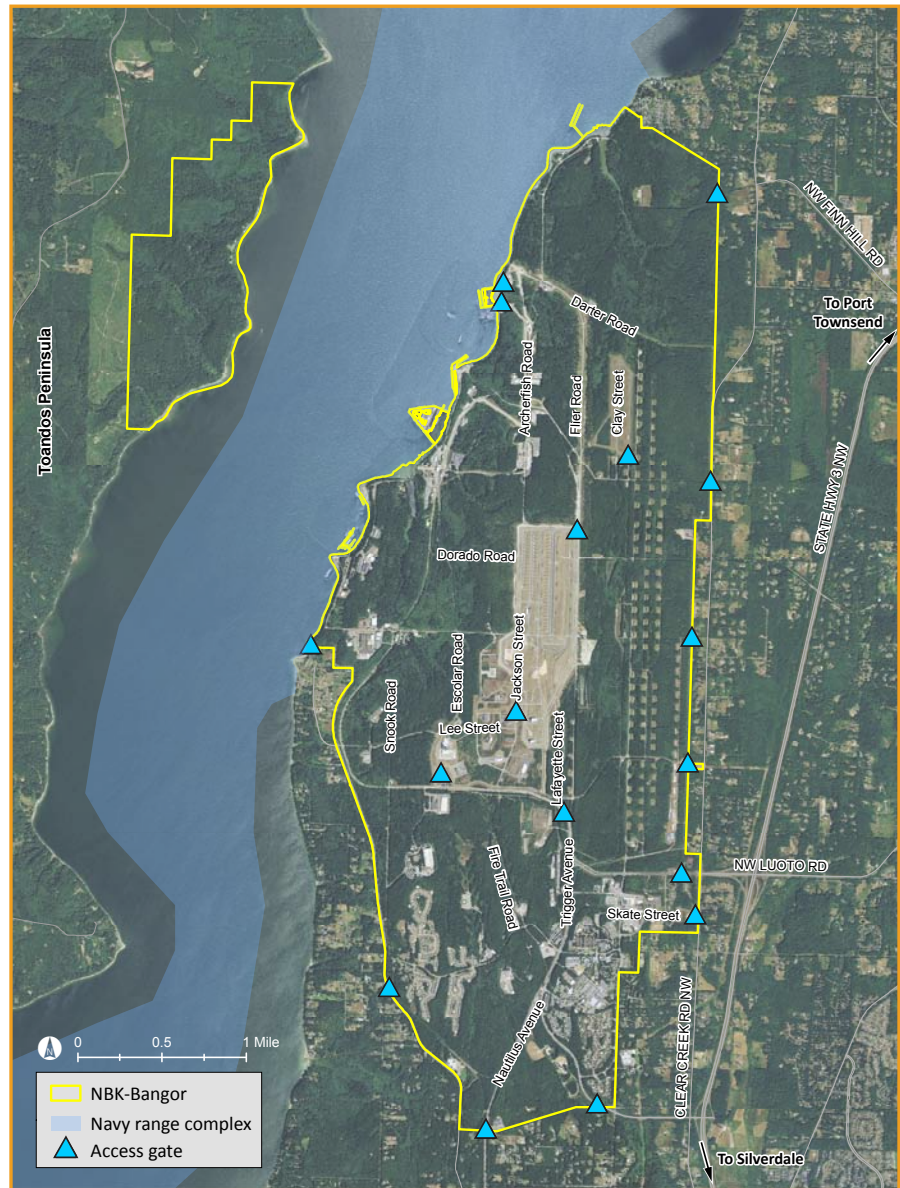 NW FINN HILL RD
To Port
Townsend
Darter Road
Toandos Peninsula
Archerfish Road
Flier Road
Clay Street
STATE HWY 3 NW
Dorado Road
Jackson Street
Escolar Road
Snook Road
Lee Street
Lafayette Street
NW LUOTO RD
Fire Trail Road
Trigger Avenue
Skate Street
Nautilus Avenue
CLEAR CREEK RD NW
N
0 0.5 1 Mile
NBK-Bangor
Navy range complex
Access gate
To Silverdale